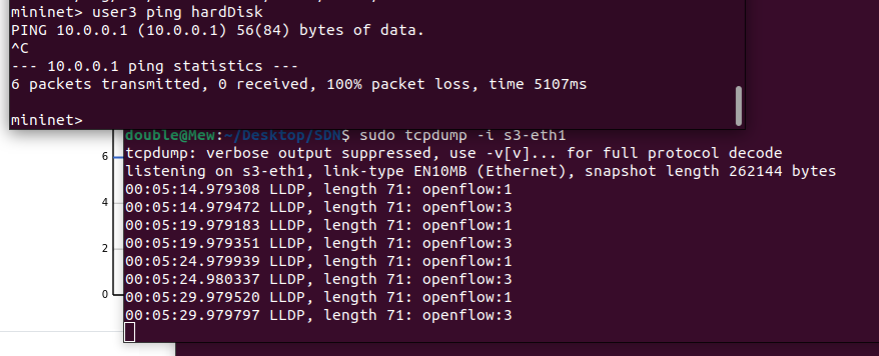 mininet> user3 ping hardDisk
PING 10.0.0.1 (10.0.0.1) 56(84) bytes of data.
^C
--- 10.0.0.1 ping statistics ---
6 packets transmitted, 0 received, 100% packet loss, time 5107ms
mininet>
double@Mew:~/Desktop/SDN$ sudo tcpdump -i s3-eth1
tcpdump: verbose output suppressed, use -v[v]... for full protocol decode
listening on s3-eth1, link-type EN10MB (Ethernet), snapshot length 262144 bytes
00:05:14.979308 LLDP, length 71: openflow:1
00:05:14.979472 LLDP, length 71: openflow:3
00:05:19.979183 LLDP, length 71: openflow:1
00:05:19.979351 LLDP, length 71: openflow:3
00:05:24.979939 LLDP, length 71: openflow:1
00:05:24.980337 LLDP, length 71: openflow:3
00:05:29.979520 LLDP, length 71: openflow:1
00:05:29.979797 LLDP, length 71: openflow:3
6
4
2
0